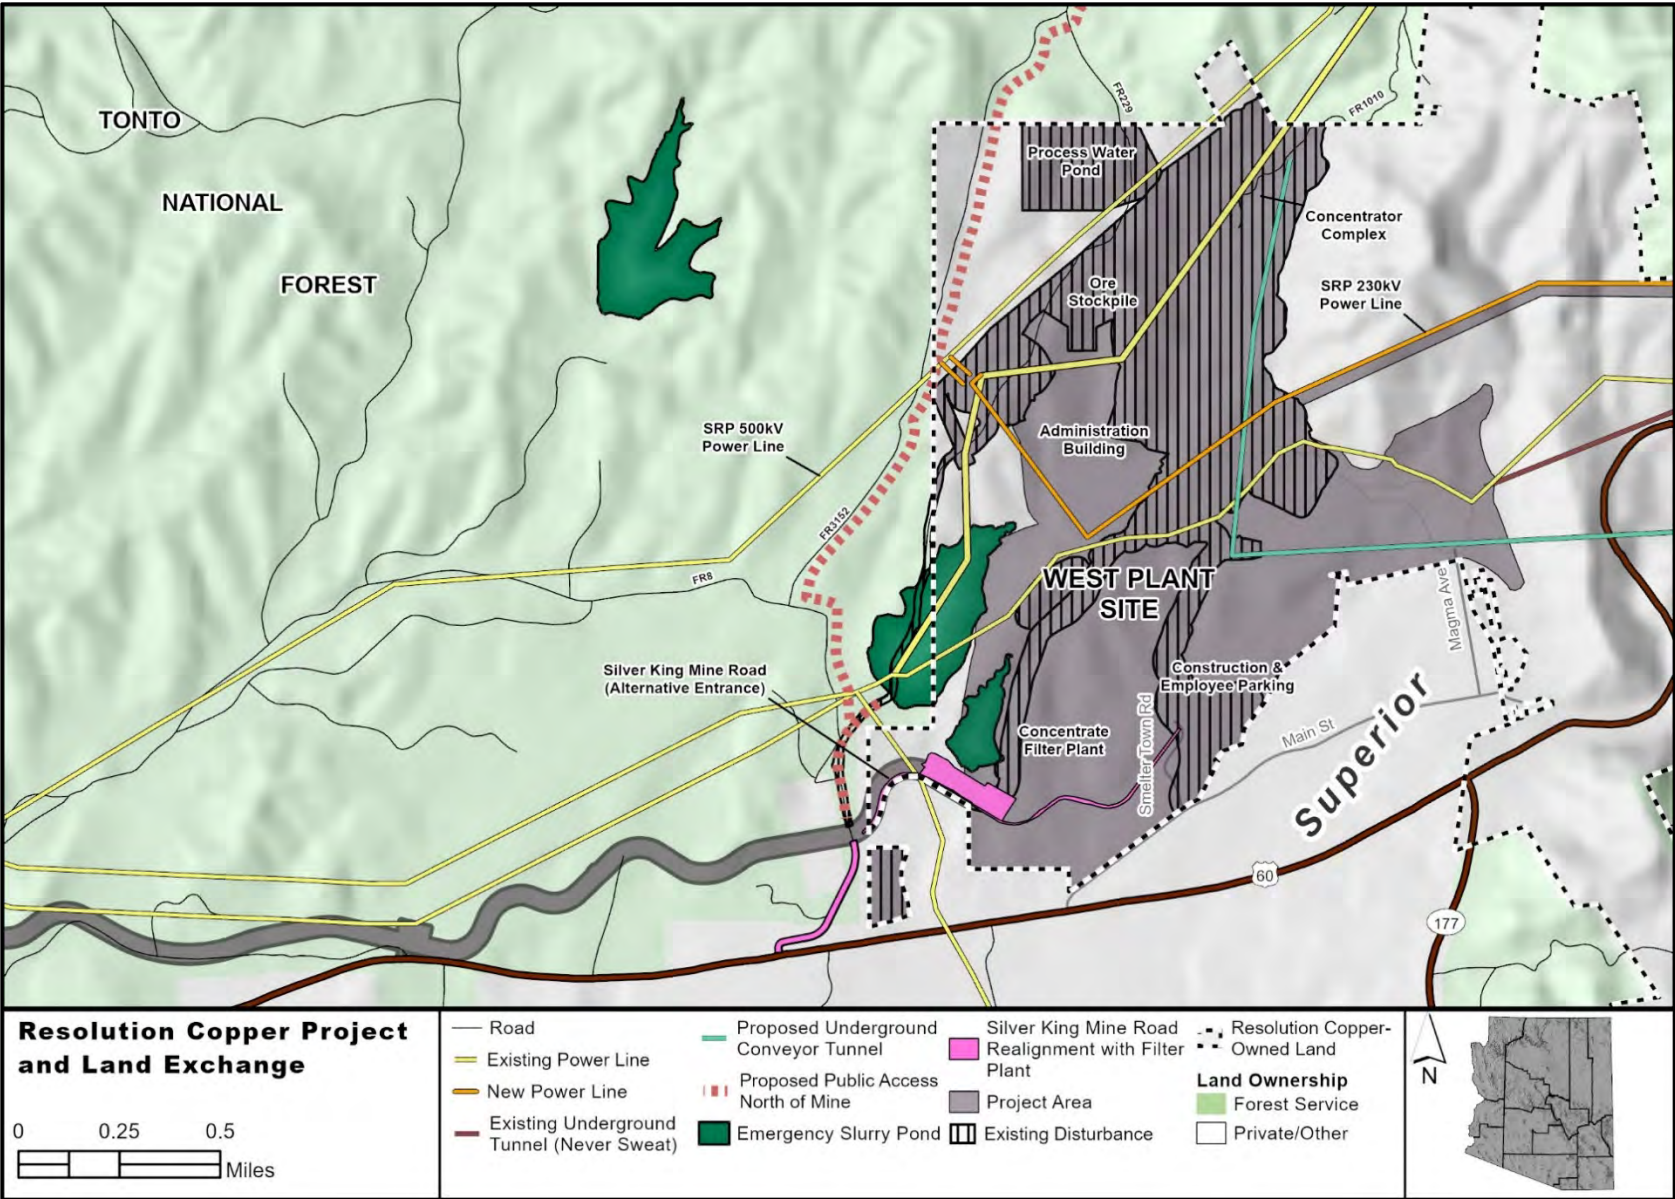 TONTO
NATIONAL
FOREST
FR229
FR1010
Process Water
Pond
Concentrator
Complex
Ore
Stockpile
SRP 230kV
Power Line
SRP 500kV
Power Line
Administration
Building
FR3152
FR8
WEST PLANT
SITE
Magma Ave
Silver King Mine Road
(Alternative Entrance)
Construction &
Employee Parking
Concentrate
Filter Plant
Smelter Town Rd
Main St
Superior
60
177
Resolution Copper Project
and Land Exchange
0 0.25 0.5
Miles
Road
Existing Power Line
New Power Line
Existing Underground
Tunnel (Never Sweat)
Proposed Underground
Conveyor Tunnel
Proposed Public Access
North of Mine
Emergency Slurry Pond
Silver King Mine Road
Realignment with Filter
Plant
Project Area
Existing Disturbance
Resolution Copper-
Owned Land
Land Ownership
Forest Service
Private/Other
N